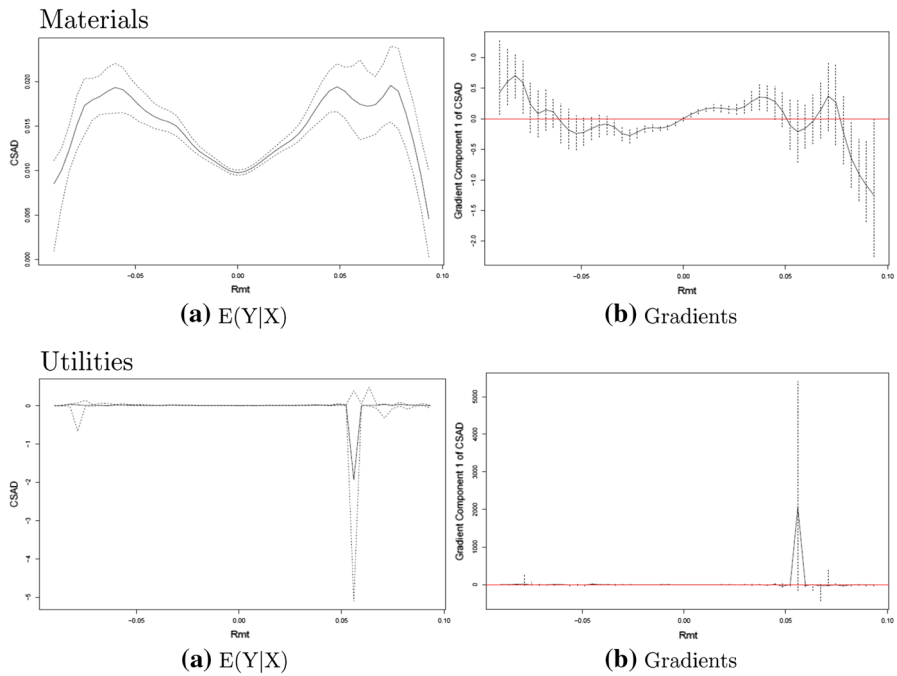 Materials
0.020
0.015
0.010
0.005
0.000
CSAD
−0.05
0.00
0.05
0.10
Rmt
(a) E(Y|X)
1.0
0.5
0.0
−0.5
−1.0
−1.5
−2.0
Gradient Component 1 of CSAD
−0.05
0.00
0.05
0.10
Rmt
(b) Gradients
Utilities
0
−1
−2
−3
−4
−5
CSAD
−0.05
0.00
0.05
0.10
Rmt
(a) E(Y|X)
5000
4000
3000
2000
1000
0
Gradient Component 1 of CSAD
−0.05
0.00
0.05
0.10
Rmt
(b) Gradients